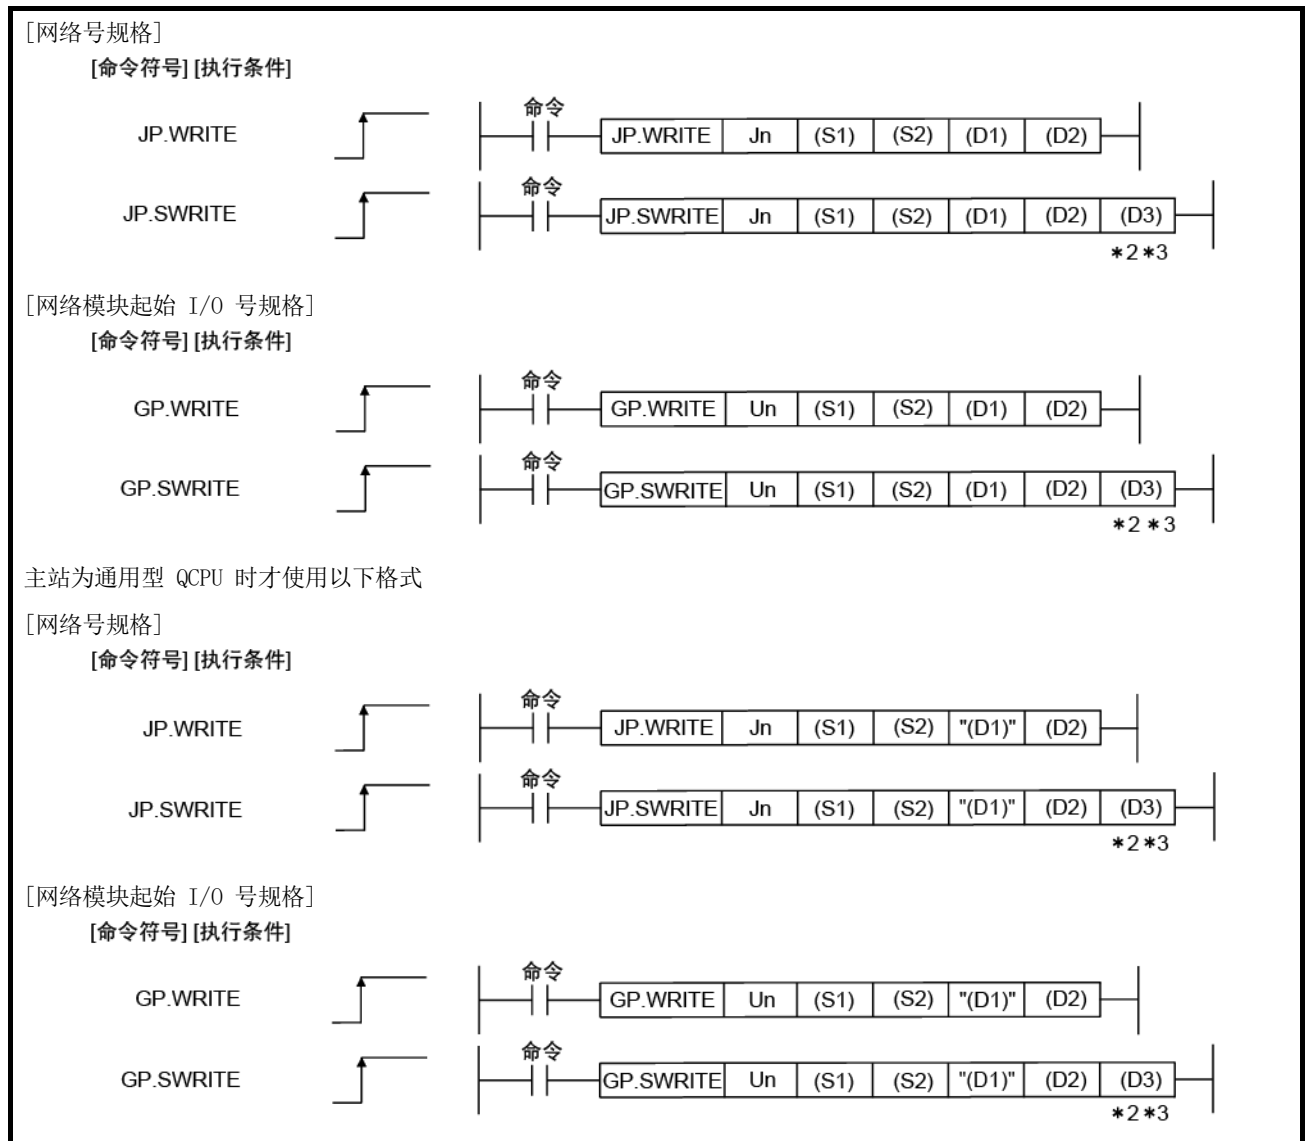 [网络号规格]
[命令符号] [执行条件]
命令
JP.WRITE JP.WRITE Jn (S1) (S2) (D1) (D2)
命令
JP.SWRITE JP.SWRITE Jn (S1) (S2) (D1) (D2) (D3)
*2*3
[网络模块起始 I/O 号规格]
[命令符号] [执行条件]
命令
GP.WRITE GP.WRITE Un (S1) (S2) (D1) (D2)
命令
GP.SWRITE GP.SWRITE Un (S1) (S2) (D1) (D2) (D3)
*2 *3
主站为通用型 QCPU 时才使用以下格式
[网络号规格]
[命令符号] [执行条件]
命令
JP.WRITE JP.WRITE Jn (S1) (S2) "(D1)" (D2)
命令
JP.SWRITE JP.SWRITE Jn (S1) (S2) "(D1)" (D2) (D3)
*2*3
[网络模块起始 I/O 号规格]
[命令符号] [执行条件]
命令
GP.WRITE GP.WRITE Un (S1) (S2) "(D1)" (D2)
命令
GP.SWRITE GP.SWRITE Un (S1) (S2) "(D1)" (D2) (D3)
*2*3